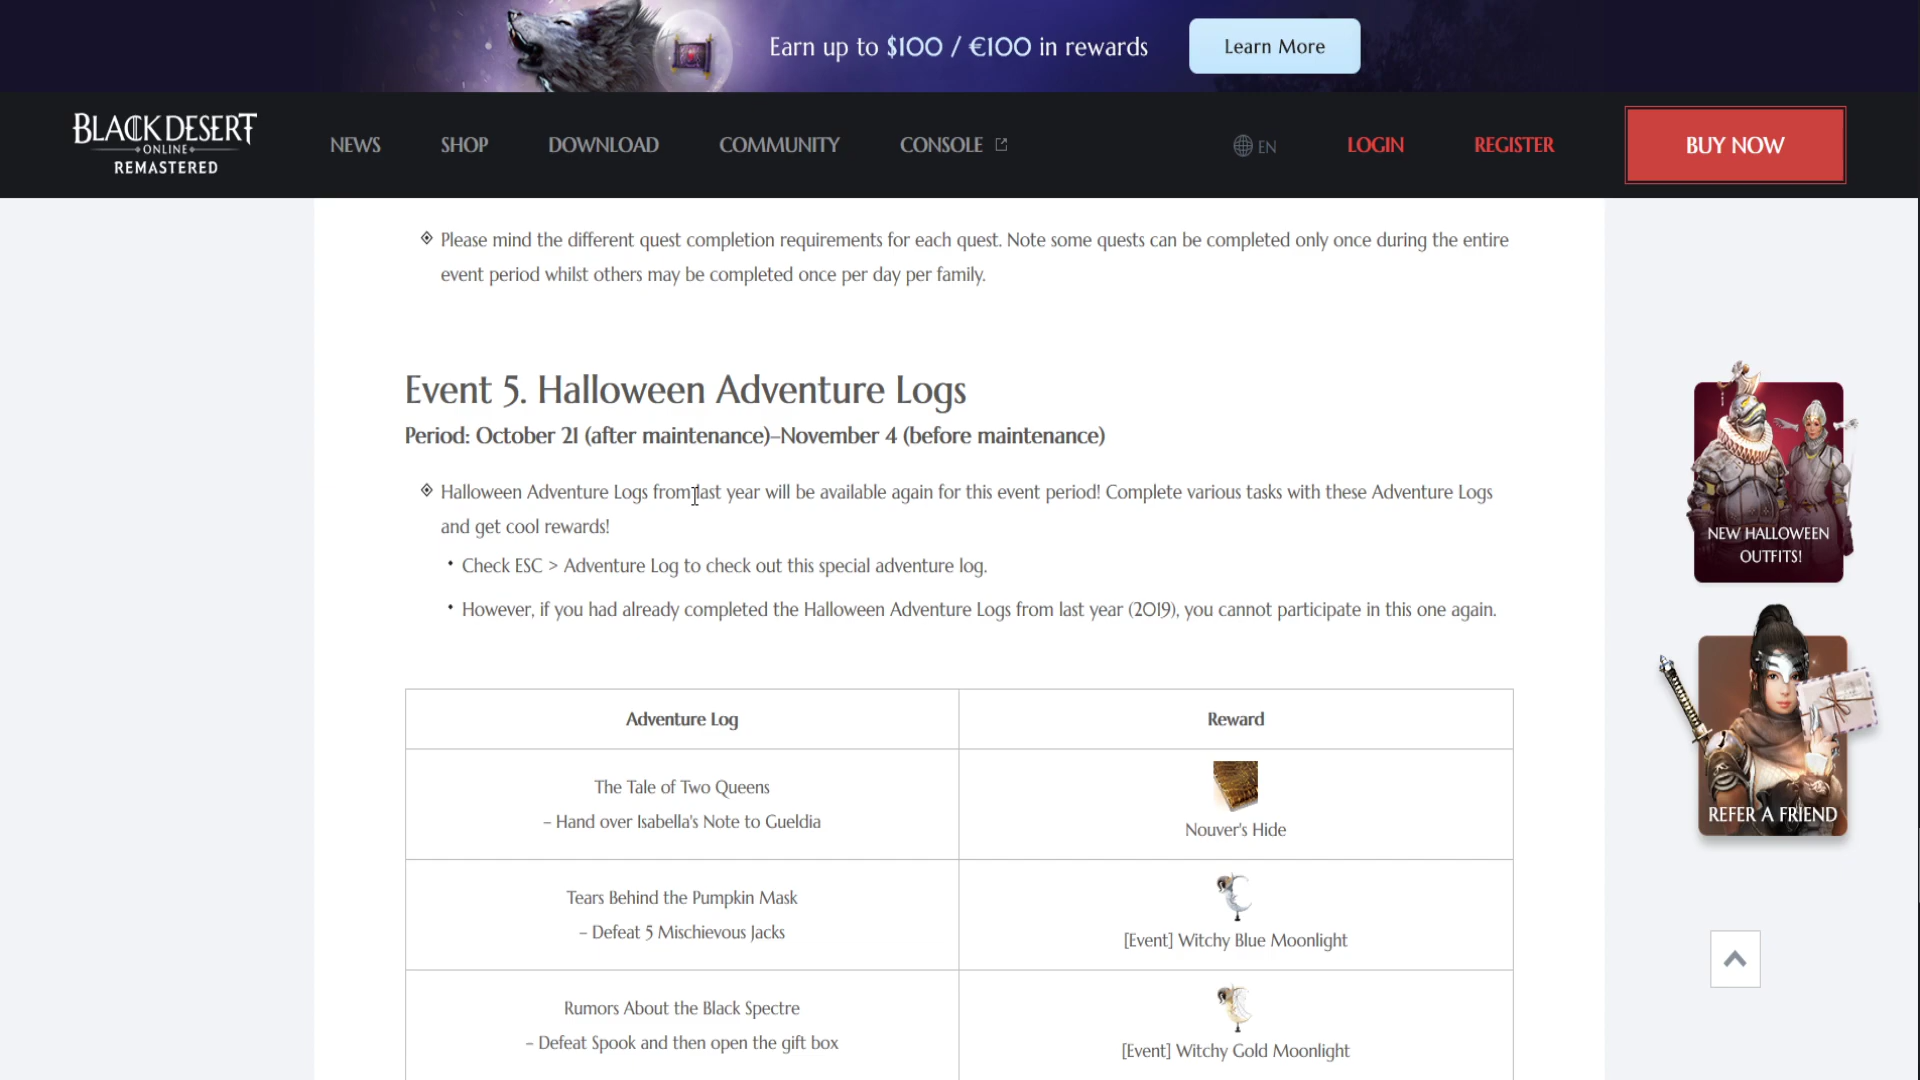 Earn up to $100 / €100 in rewards
Learn More
BLACK DESERT
ONLINE
REMASTERED
NEWS
SHOP
DOWNLOAD
COMMUNITY
CONSOLE
EN
LOGIN
REGISTER
BUY NOW
Please mind the different quest completion requirements for each quest. Note some quests can be completed only once during the entire
event period whilst others may be completed once per day per family.
Event 5. Halloween Adventure Logs
Period: October 21 (after maintenance)–November 4 (before maintenance)
Halloween Adventure Logs from last year will be available again for this event period! Complete various tasks with these Adventure Logs
and get cool rewards!
• Check ESC > Adventure Log to check out this special adventure log.
• However, if you had already completed the Halloween Adventure Logs from last year (2019), you cannot participate in this one again.
Adventure Log
Reward
The Tale of Two Queens
– Hand over Isabella's Note to Gueldia
Nouver's Hide
Tears Behind the Pumpkin Mask
– Defeat 5 Mischievous Jacks
[Event] Witchy Blue Moonlight
Rumors About the Black Spectre
– Defeat Spook and then open the gift box
[Event] Witchy Gold Moonlight
NEW HALLOWEEN
OUTFITS!
REFER A FRIEND